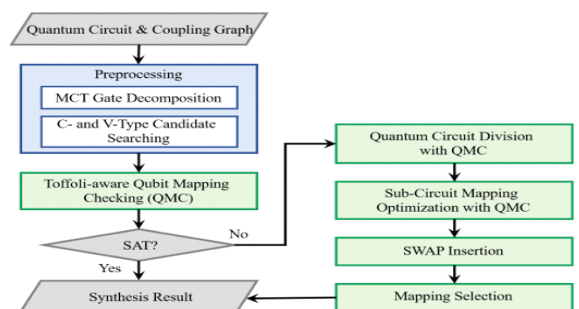 Quantum Circuit & Coupling Graph
Preprocessing
MCT Gate Decomposition
C- and V-Type Candidate
Searching
Toffoli-aware Qubit Mapping
Checking (QMC)
SAT?
No
Yes
Synthesis Result
Quantum Circuit Division
with QMC
Sub-Circuit Mapping
Optimization with QMC
SWAP Insertion
Mapping Selection